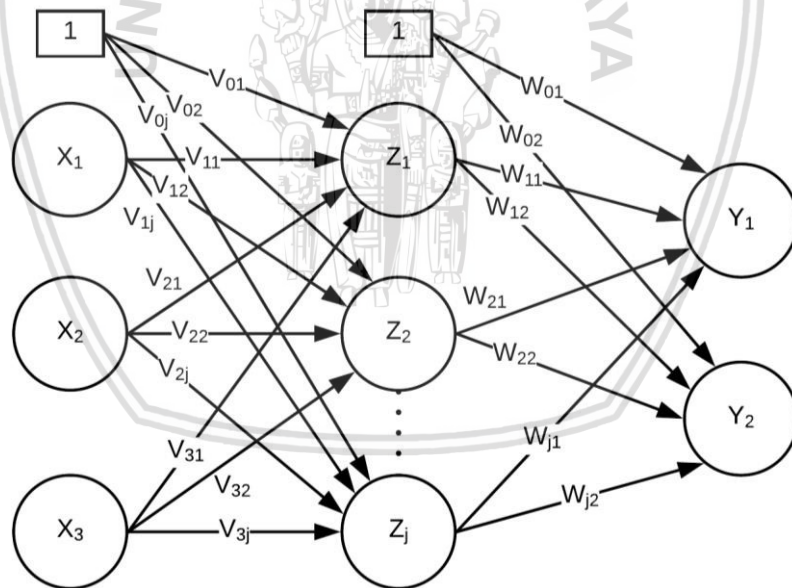 1 1
V01 W01
V02
V0j W02
X1 V11 Z1 W11
V12 W12
V1j Y1
V21 W21
X2 V22 Z2 W22
V2j
Y2
V31 Wj1
V32 Wj2
X3 V3j Zj
AYA